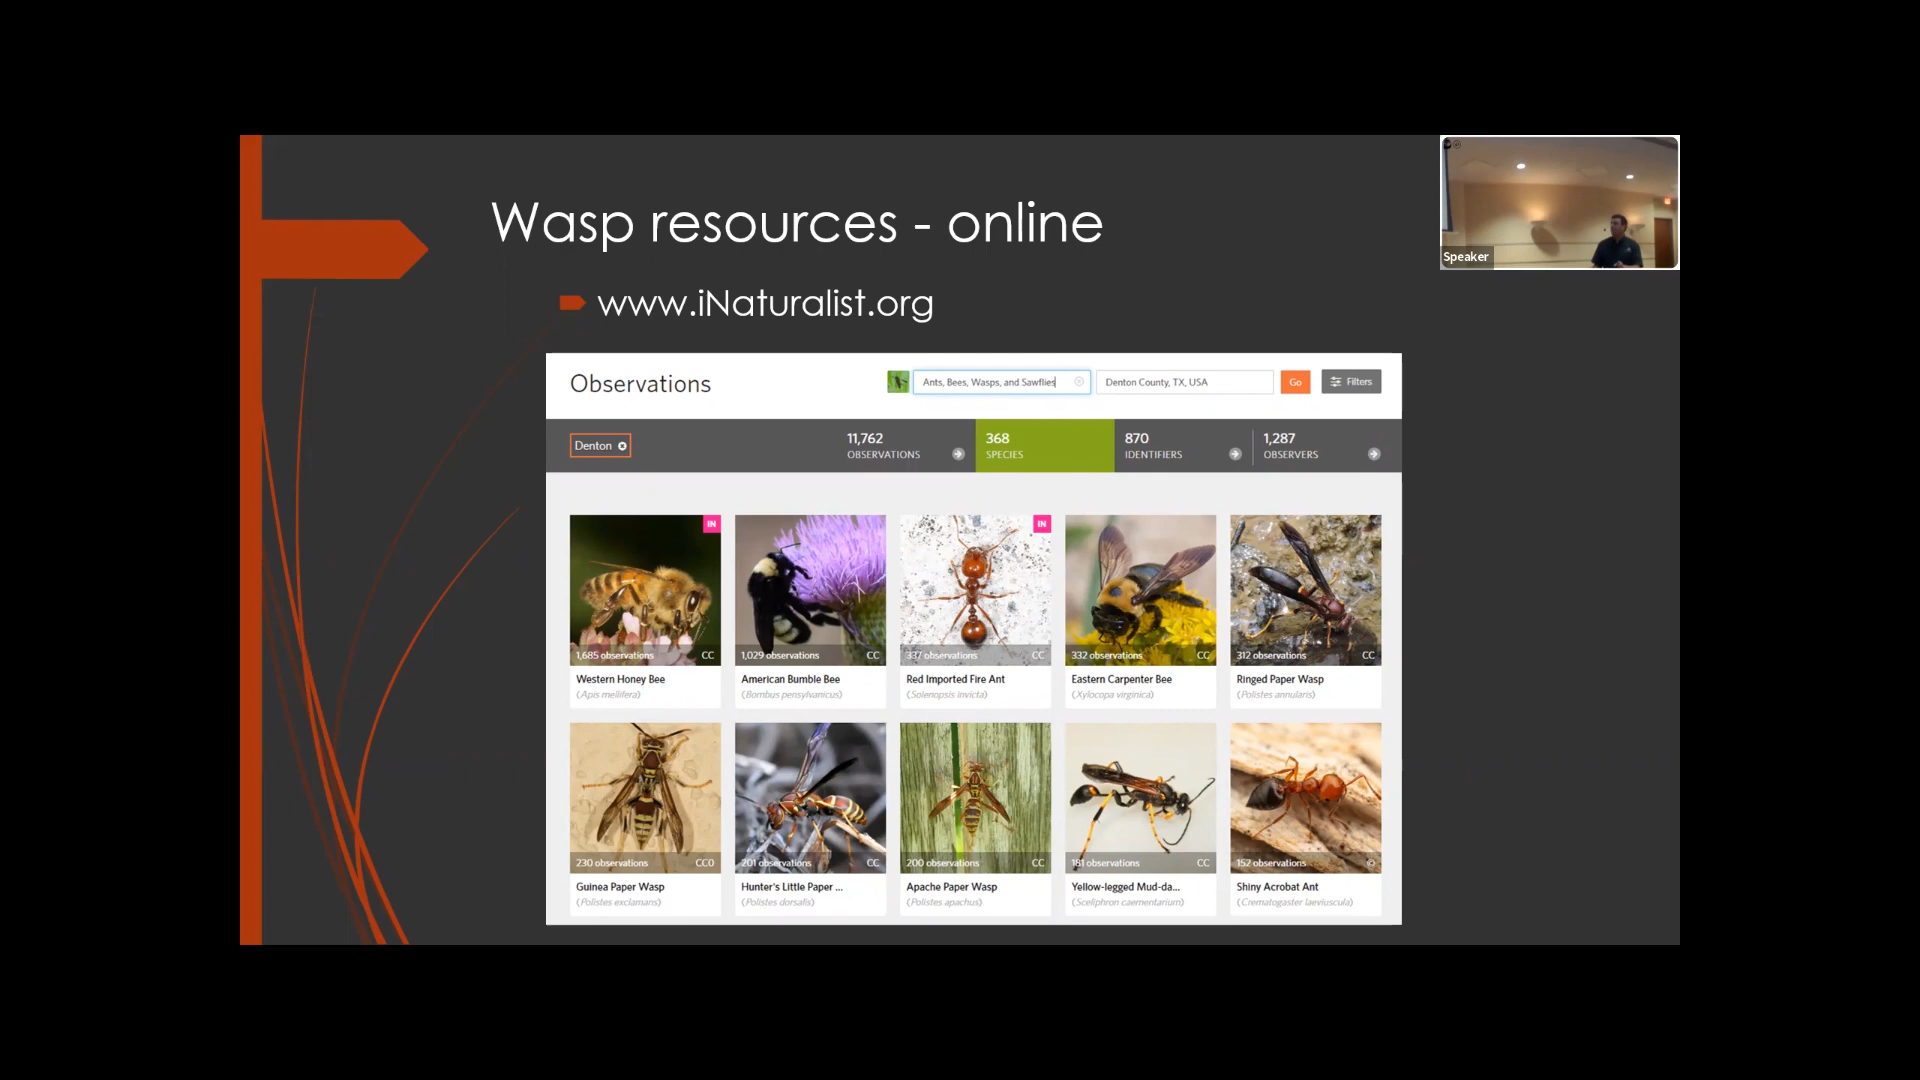 Wasp resources - online
Speaker
www.iNaturalist.org
Observations
Ants, Bees, Wasps, and Sawflies
Denton County, TX, USA
Go
Filters
Denton
11,762
OBSERVATIONS
368
SPECIES
870
IDENTIFIERS
1,287
OBSERVERS
IN
IN
1,685 observations CC
1,029 observations CC
337 observations CC
332 observations CC
312 observations CC
Western Honey Bee
(Apis mellifera)
American Bumble Bee
(Bombus pensylvanicus)
Red Imported Fire Ant
(Solenopsis invicta)
Eastern Carpenter Bee
(Xylocopa virginica)
Ringed Paper Wasp
(Polistes annularis)
230 observations CC0
201 observations CC
200 observations CC
181 observations CC
152 observations ©
Guinea Paper Wasp
(Polistes exclamans)
Hunter's Little Paper ...
(Polistes dorsalis)
Apache Paper Wasp
(Polistes apachus)
Yellow-legged Mud-da...
(Sceliphron caementarium)
Shiny Acrobat Ant
(Crematogaster laeviuscula)